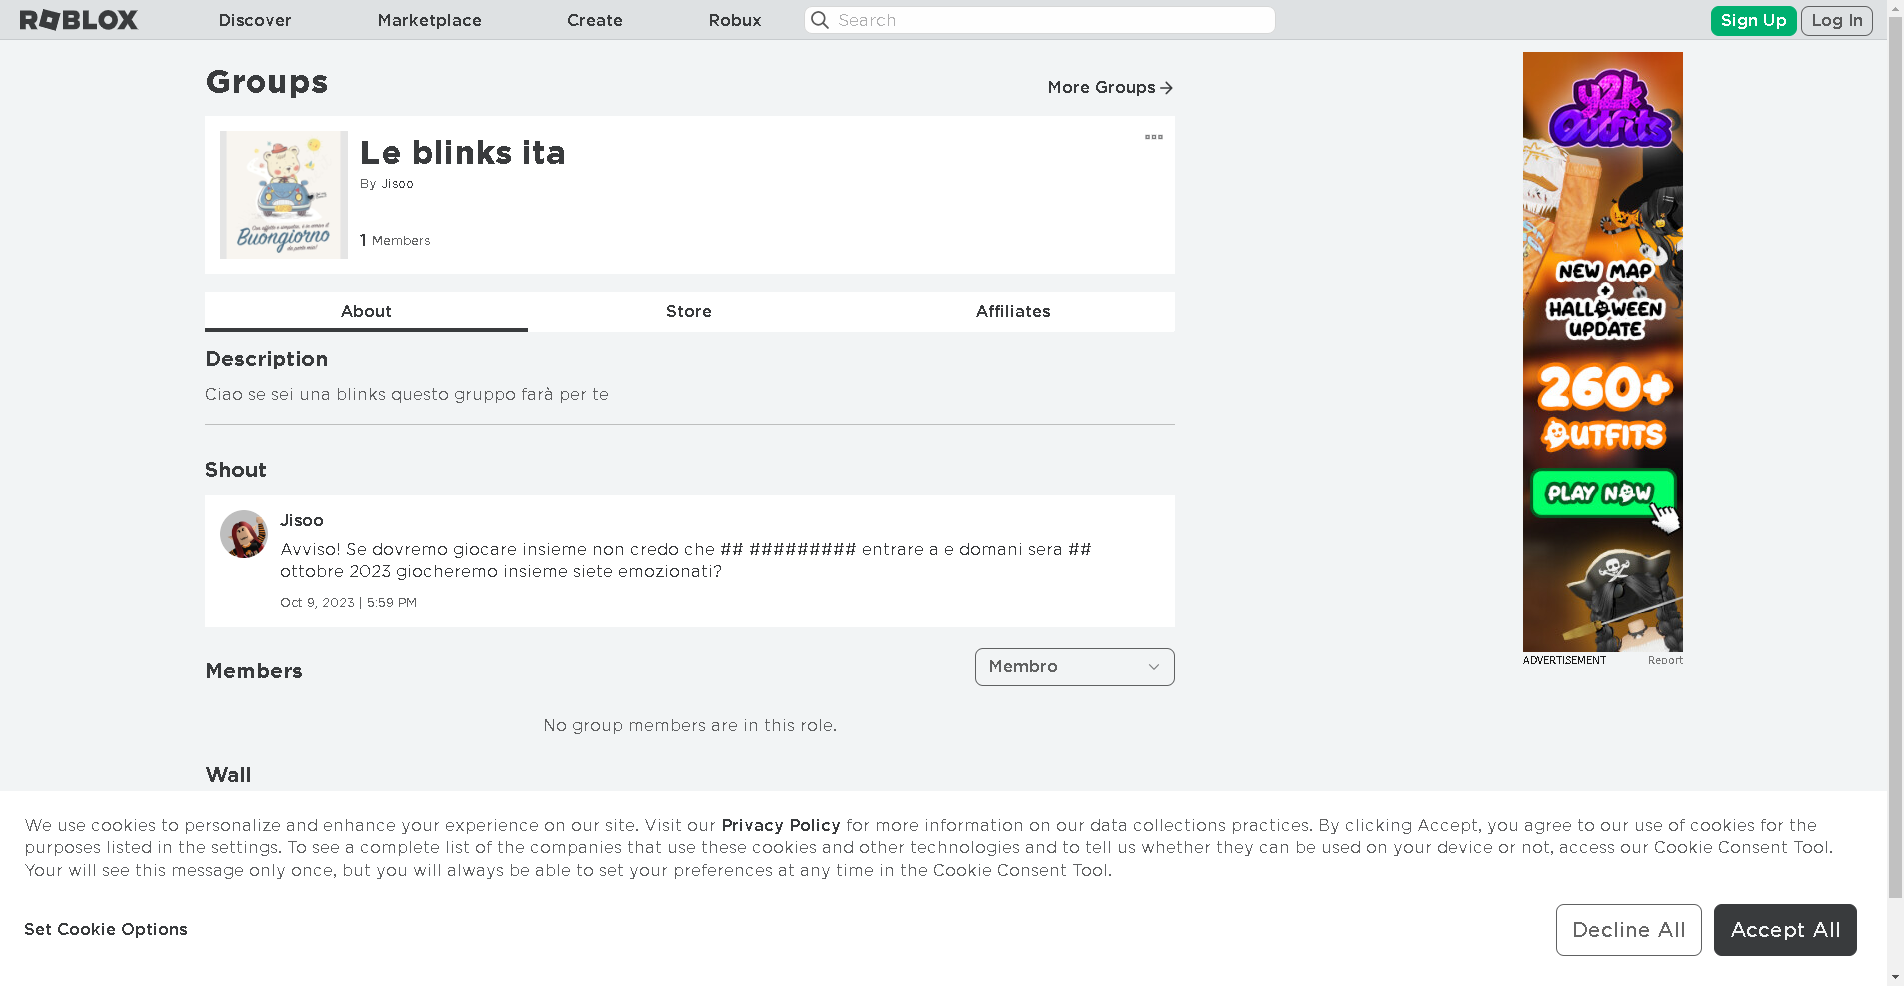 ROBLOX Discover Marketplace Create Robux Search Sign Up Log In
Groups
More Groups
Le blinks ita
By Jisoo
1 Members
Buongiorno
About Store Affiliates
Description
Ciao se sei una blinks questo gruppo farà per te
Shout
Jisoo
Avviso! Se dovremo giocare insieme non credo che ## ######### entrare a e domani sera ##
ottobre 2023 giocheremo insieme siete emozionati?
Oct 9, 2023 | 5:59 PM
Members
Membro
No group members are in this role.
Wall
y2k
Outfits
NEW MAP
+
HALLOWEEN
UPDATE
260+
OUTFITS
PLAY NOW
ADVERTISEMENT Report
We use cookies to personalize and enhance your experience on our site. Visit our Privacy Policy for more information on our data collections practices. By clicking Accept, you agree to our use of cookies for the
purposes listed in the settings. To see a complete list of the companies that use these cookies and other technologies and to tell us whether they can be used on your device or not, access our Cookie Consent Tool.
Your will see this message only once, but you will always be able to set your preferences at any time in the Cookie Consent Tool.
Set Cookie Options
Decline All Accept All